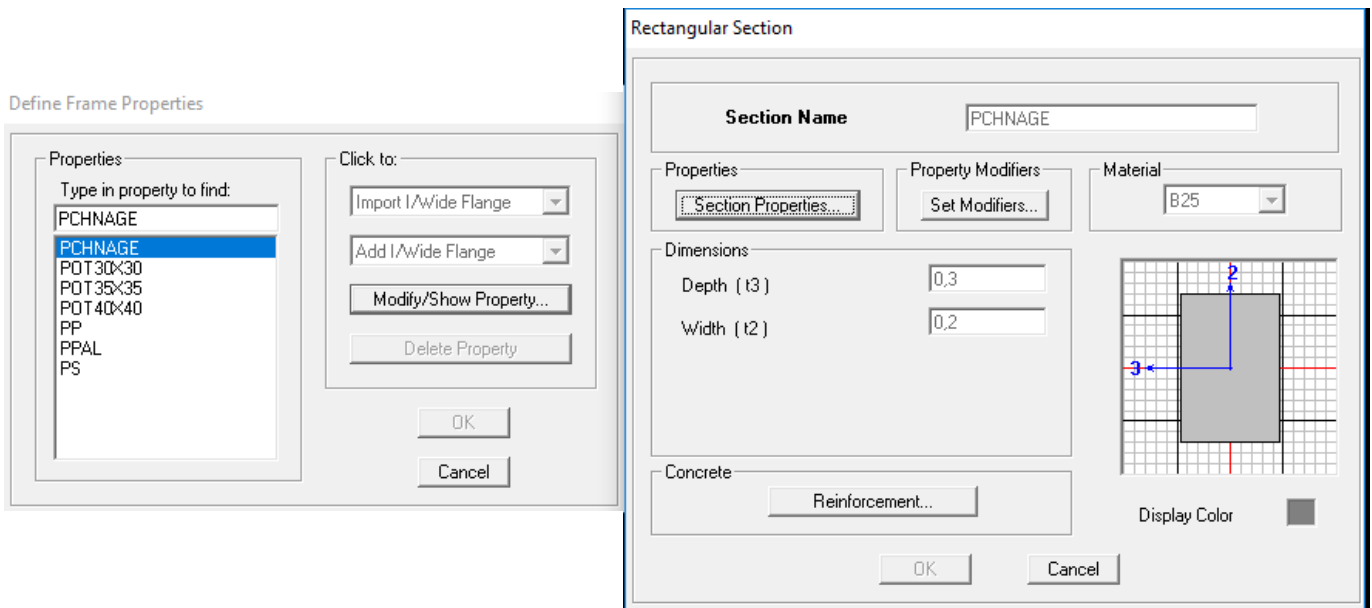 Define Frame Properties
Properties
Type in property to find:
PCHNAGE
PCHNAGE
POT30X30
POT35X35
POT40X40
PP
PPAL
PS
Click to:
Import I/Wide Flange
Add I/Wide Flange
Modify/Show Property...
Delete Property
OK
Cancel
Rectangular Section
Section Name PCHNAGE
Properties
Section Properties...
Property Modifiers
Set Modifiers...
Material
B25
Dimensions
Depth ( t3 ) 0,3
Width ( t2 ) 0,2
2
3
Concrete
Reinforcement...
Display Color
OK
Cancel